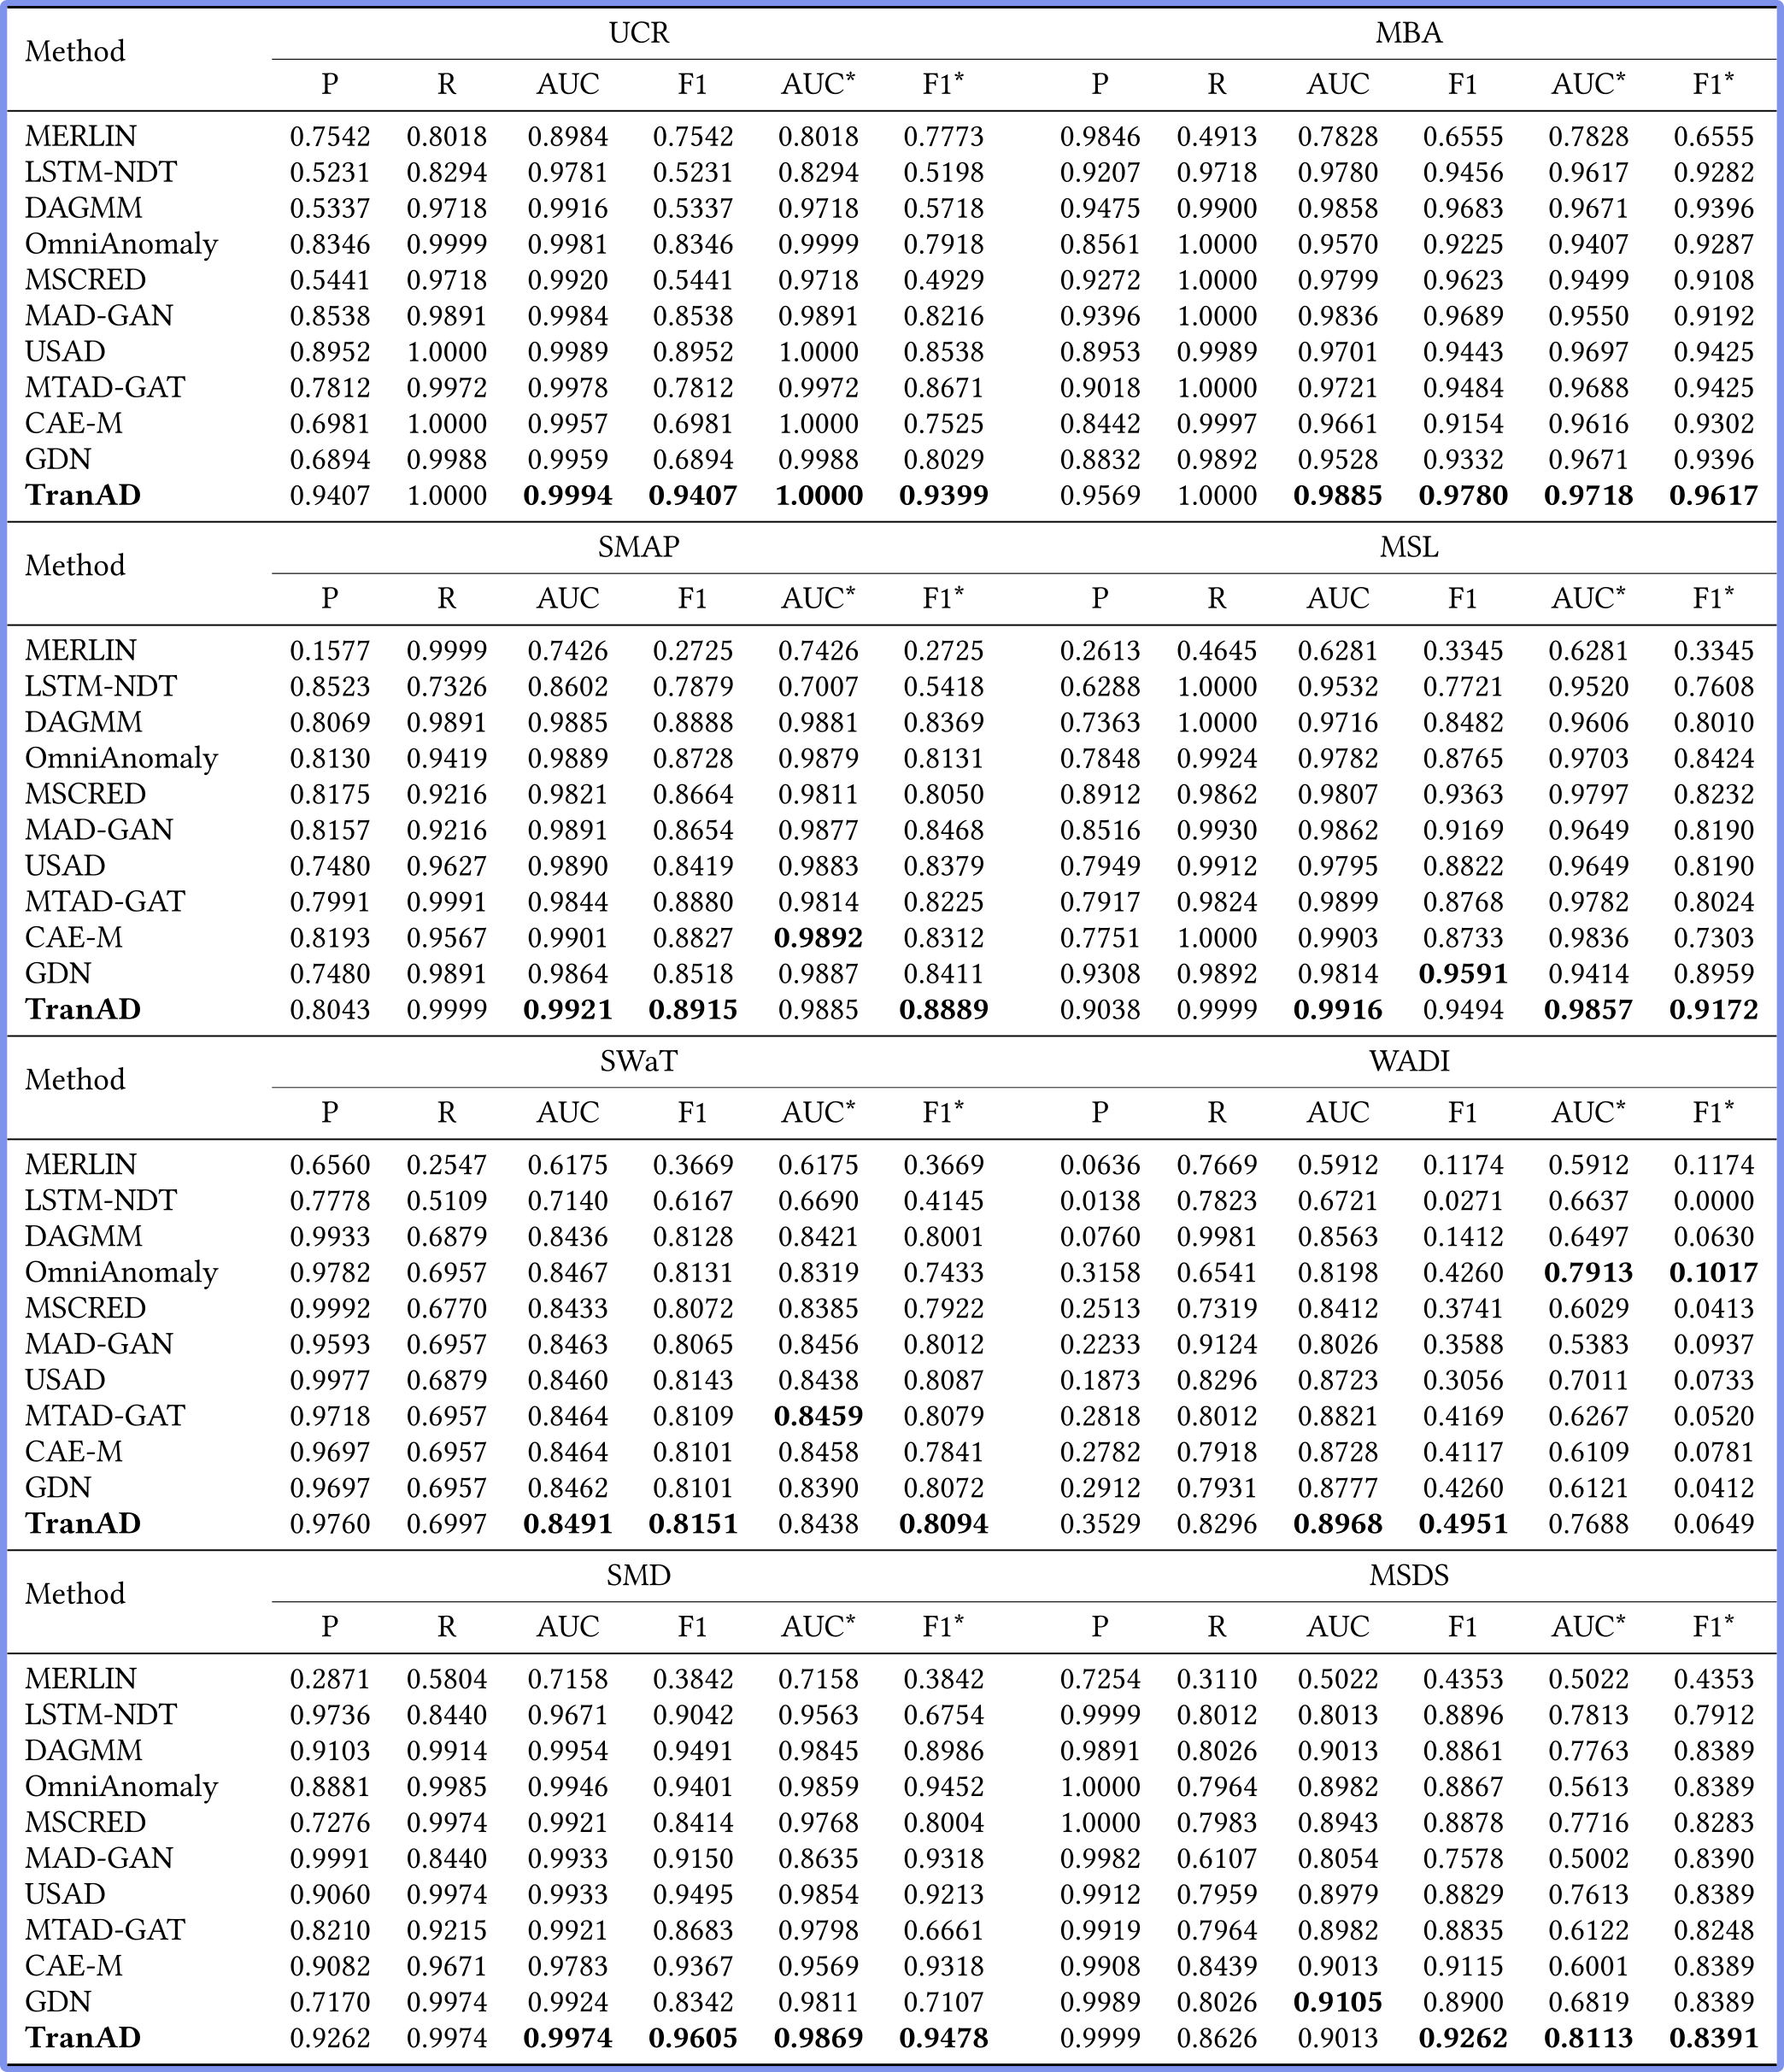 Method UCR MBA
P R AUC F1 AUC* F1* P R AUC F1 AUC* F1*
MERLIN 0.7542 0.8018 0.8984 0.7542 0.8018 0.7773 0.9846 0.4913 0.7828 0.6555 0.7828 0.6555
LSTM-NDT 0.5231 0.8294 0.9781 0.5231 0.8294 0.5198 0.9207 0.9718 0.9780 0.9456 0.9617 0.9282
DAGMM 0.5337 0.9718 0.9916 0.5337 0.9718 0.5718 0.9475 0.9900 0.9858 0.9683 0.9671 0.9396
OmniAnomaly 0.8346 0.9999 0.9981 0.8346 0.9999 0.7918 0.8561 1.0000 0.9570 0.9225 0.9407 0.9287
MSCRED 0.5441 0.9718 0.9920 0.5441 0.9718 0.4929 0.9272 1.0000 0.9799 0.9623 0.9499 0.9108
MAD-GAN 0.8538 0.9891 0.9984 0.8538 0.9891 0.8216 0.9396 1.0000 0.9836 0.9689 0.9550 0.9192
USAD 0.8952 1.0000 0.9989 0.8952 1.0000 0.8538 0.8953 0.9989 0.9701 0.9443 0.9697 0.9425
MTAD-GAT 0.7812 0.9972 0.9978 0.7812 0.9972 0.8671 0.9018 1.0000 0.9721 0.9484 0.9688 0.9425
CAE-M 0.6981 1.0000 0.9957 0.6981 1.0000 0.7525 0.8442 0.9997 0.9661 0.9154 0.9616 0.9302
GDN 0.6894 0.9988 0.9959 0.6894 0.9988 0.8029 0.8832 0.9892 0.9528 0.9332 0.9671 0.9396
TranAD 0.9407 1.0000 0.9994 0.9407 1.0000 0.9399 0.9569 1.0000 0.9885 0.9780 0.9718 0.9617
Method SMAP MSL
P R AUC F1 AUC* F1* P R AUC F1 AUC* F1*
MERLIN 0.1577 0.9999 0.7426 0.2725 0.7426 0.2725 0.2613 0.4645 0.6281 0.3345 0.6281 0.3345
LSTM-NDT 0.8523 0.7326 0.8602 0.7879 0.7007 0.5418 0.6288 1.0000 0.9532 0.7721 0.9520 0.7608
DAGMM 0.8069 0.9891 0.9885 0.8888 0.9881 0.8369 0.7363 1.0000 0.9716 0.8482 0.9606 0.8010
OmniAnomaly 0.8130 0.9419 0.9889 0.8728 0.9879 0.8131 0.7848 0.9924 0.9782 0.8765 0.9703 0.8424
MSCRED 0.8175 0.9216 0.9821 0.8664 0.9811 0.8050 0.8912 0.9862 0.9807 0.9363 0.9797 0.8232
MAD-GAN 0.8157 0.9216 0.9891 0.8654 0.9877 0.8468 0.8516 0.9930 0.9862 0.9169 0.9649 0.8190
USAD 0.7480 0.9627 0.9890 0.8419 0.9883 0.8379 0.7949 0.9912 0.9795 0.8822 0.9649 0.8190
MTAD-GAT 0.7991 0.9991 0.9844 0.8880 0.9814 0.8225 0.7917 0.9824 0.9899 0.8768 0.9782 0.8024
CAE-M 0.8193 0.9567 0.9901 0.8827 0.9892 0.8312 0.7751 1.0000 0.9903 0.8733 0.9836 0.7303
GDN 0.7480 0.9891 0.9864 0.8518 0.9887 0.8411 0.9308 0.9892 0.9814 0.9591 0.9414 0.8959
TranAD 0.8043 0.9999 0.9921 0.8915 0.9885 0.8889 0.9038 0.9999 0.9916 0.9494 0.9857 0.9172
Method SWaT WADI
P R AUC F1 AUC* F1* P R AUC F1 AUC* F1*
MERLIN 0.6560 0.2547 0.6175 0.3669 0.6175 0.3669 0.0636 0.7669 0.5912 0.1174 0.5912 0.1174
LSTM-NDT 0.7778 0.5109 0.7140 0.6167 0.6690 0.4145 0.0138 0.7823 0.6721 0.0271 0.6637 0.0000
DAGMM 0.9933 0.6879 0.8436 0.8128 0.8421 0.8001 0.0760 0.9981 0.8563 0.1412 0.6497 0.0630
OmniAnomaly 0.9782 0.6957 0.8467 0.8131 0.8319 0.7433 0.3158 0.6541 0.8198 0.4260 0.7913 0.1017
MSCRED 0.9992 0.6770 0.8433 0.8072 0.8385 0.7922 0.2513 0.7319 0.8412 0.3741 0.6029 0.0413
MAD-GAN 0.9593 0.6957 0.8463 0.8065 0.8456 0.8012 0.2233 0.9124 0.8026 0.3588 0.5383 0.0937
USAD 0.9977 0.6879 0.8460 0.8143 0.8438 0.8087 0.1873 0.8296 0.8723 0.3056 0.7011 0.0733
MTAD-GAT 0.9718 0.6957 0.8464 0.8109 0.8459 0.8079 0.2818 0.8012 0.8821 0.4169 0.6267 0.0520
CAE-M 0.9697 0.6957 0.8464 0.8101 0.8458 0.7841 0.2782 0.7918 0.8728 0.4117 0.6109 0.0781
GDN 0.9697 0.6957 0.8462 0.8101 0.8390 0.8072 0.2912 0.7931 0.8777 0.4260 0.6121 0.0412
TranAD 0.9760 0.6997 0.8491 0.8151 0.8438 0.8094 0.3529 0.8296 0.8968 0.4951 0.7688 0.0649
Method SMD MSDS
P R AUC F1 AUC* F1* P R AUC F1 AUC* F1*
MERLIN 0.2871 0.5804 0.7158 0.3842 0.7158 0.3842 0.7254 0.3110 0.5022 0.4353 0.5022 0.4353
LSTM-NDT 0.9736 0.8440 0.9671 0.9042 0.9563 0.6754 0.9999 0.8012 0.8013 0.8896 0.7813 0.7912
DAGMM 0.9103 0.9914 0.9954 0.9491 0.9845 0.8986 0.9891 0.8026 0.9013 0.8861 0.7763 0.8389
OmniAnomaly 0.8881 0.9985 0.9946 0.9401 0.9859 0.9452 1.0000 0.7964 0.8982 0.8867 0.5613 0.8389
MSCRED 0.7276 0.9974 0.9921 0.8414 0.9768 0.8004 1.0000 0.7983 0.8943 0.8878 0.7716 0.8283
MAD-GAN 0.9991 0.8440 0.9933 0.9150 0.8635 0.9318 0.9982 0.6107 0.8054 0.7578 0.5002 0.8390
USAD 0.9060 0.9974 0.9933 0.9495 0.9854 0.9213 0.9912 0.7959 0.8979 0.8829 0.7613 0.8389
MTAD-GAT 0.8210 0.9215 0.9921 0.8683 0.9798 0.6661 0.9919 0.7964 0.8982 0.8835 0.6122 0.8248
CAE-M 0.9082 0.9671 0.9783 0.9367 0.9569 0.9318 0.9908 0.8439 0.9013 0.9115 0.6001 0.8389
GDN 0.7170 0.9974 0.9924 0.8342 0.9811 0.7107 0.9989 0.8026 0.9105 0.8900 0.6819 0.8389
TranAD 0.9262 0.9974 0.9974 0.9605 0.9869 0.9478 0.9999 0.8626 0.9013 0.9262 0.8113 0.8391